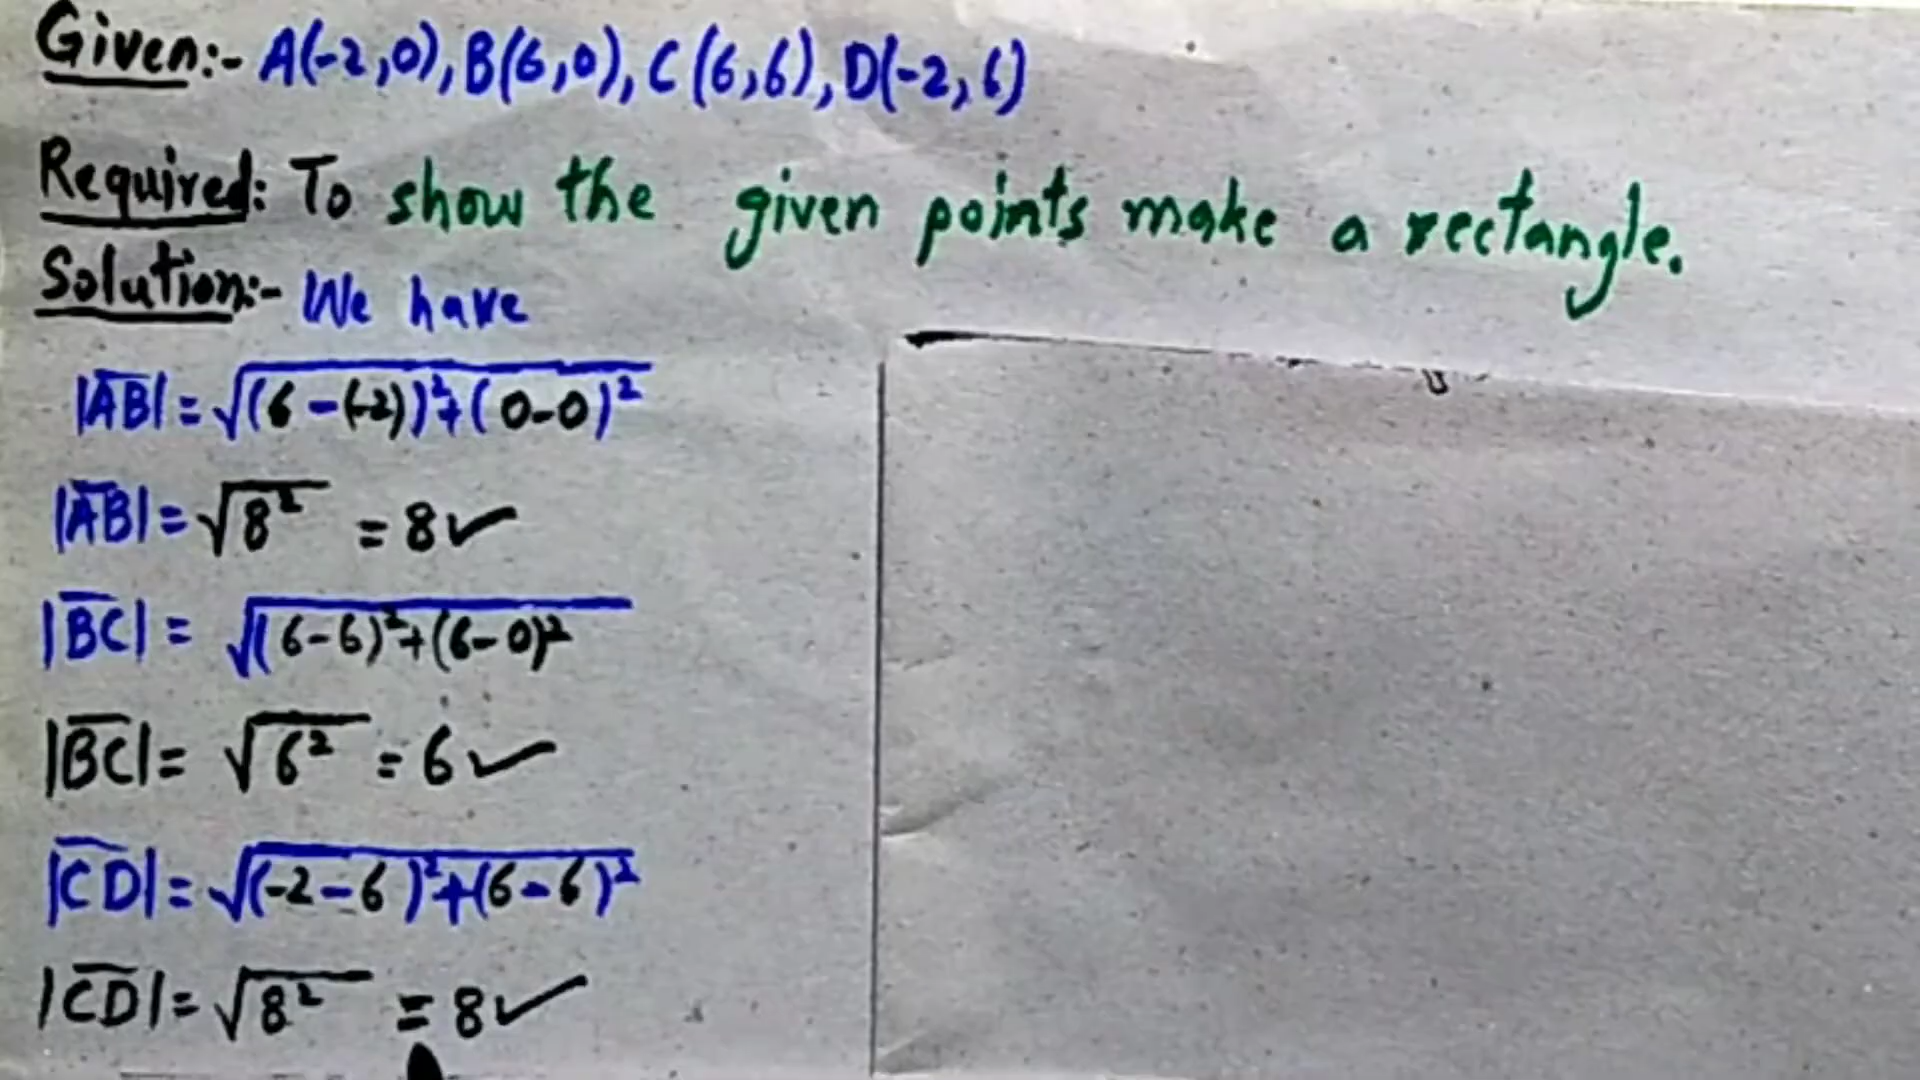 Given:- A(-2,0), B(6,0), C(6,6), D(-2,6)
Required: To show the given points make a rectangle.
Solution:- We have
|AB| = √(6-(-2))²+(0-0)²
|AB| = √8² = 8✓
|BC| = √(6-6)²+(6-0)²
|BC| = √6² = 6✓
|CD| = √(-2-6)²+(6-6)²
|CD| = √8² = 8✓